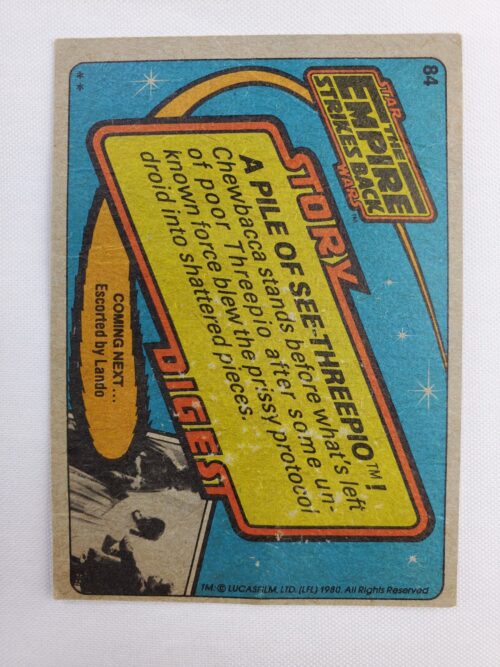 84
STAR
THE
EMPIRE
STRIKES BACK
WARS™
STORY
A PILE OF SEE-THREEPIO™!
Chewbacca stands before what's left
of poor Threepio after some un-
known force blew the prissy protocol
droid into shattered pieces.
DIGEST
COMING NEXT...
Escorted by Lando
**
TM: © LUCASFILM, LTD. (LFL) 1980. All Rights Reserved